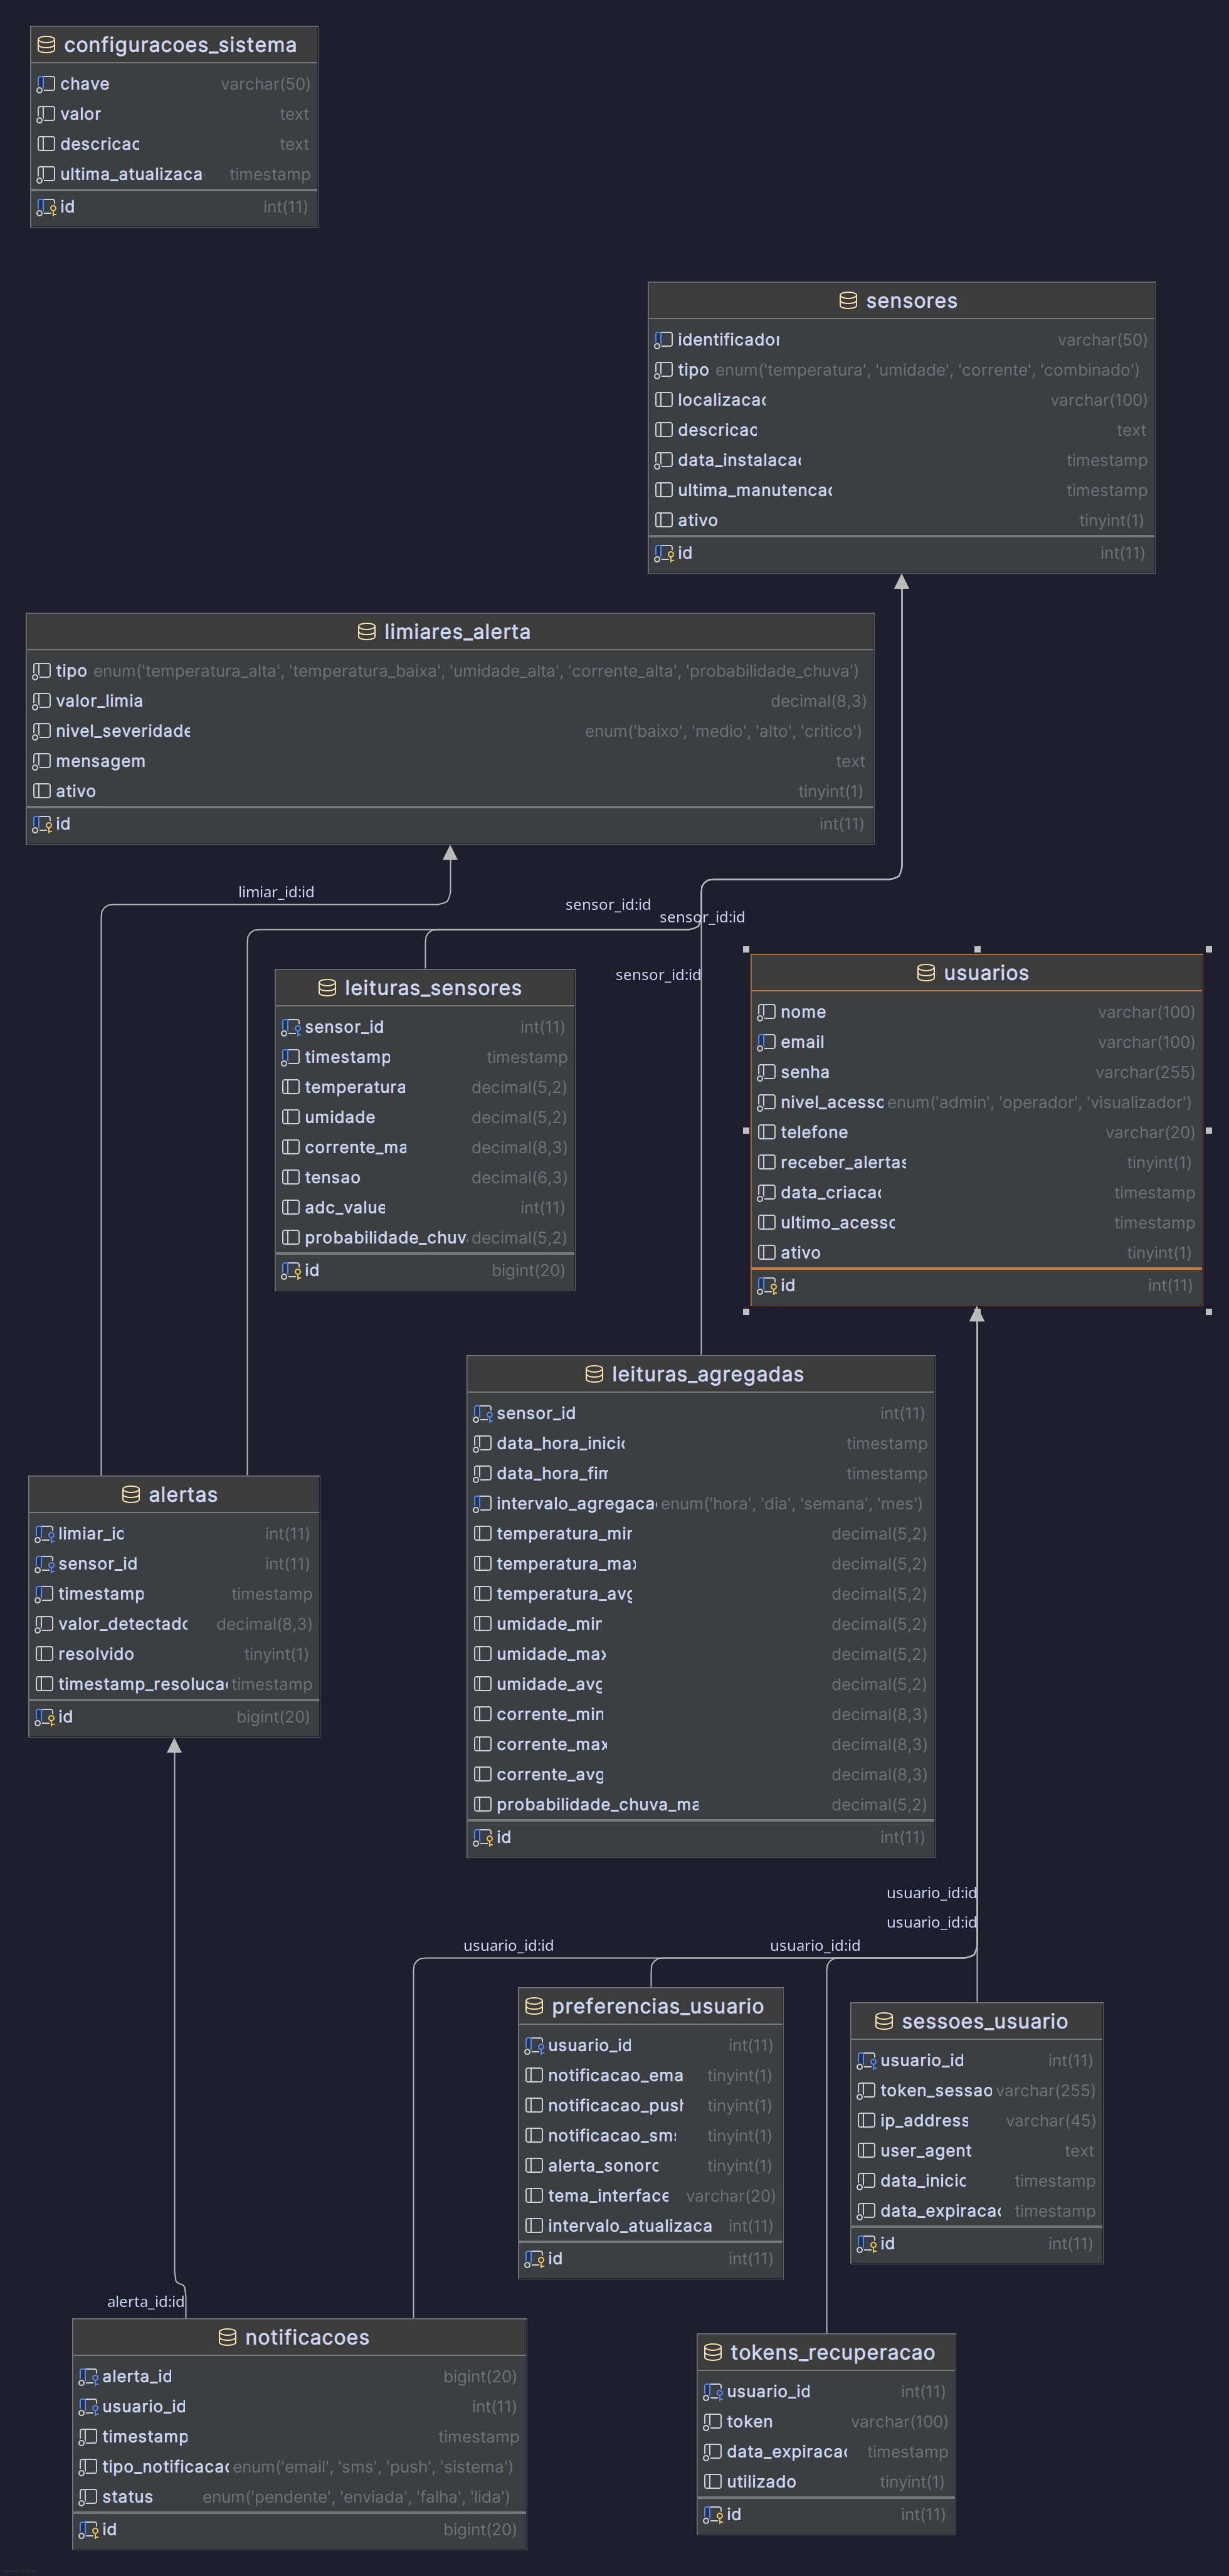 configuracoes_sistema
chave varchar(50)
valor text
descricac text
ultima_atualizaca timestamp
id int(11)
sensores
identificador varchar(50)
tipo enum('temperatura', 'umidade', 'corrente', 'combinado')
localizacac varchar(100)
descricac text
data_instalaca timestamp
ultima_manutencac timestamp
ativo tinyint(1)
id int(11)
limiares_alerta
tipo enum('temperatura_alta', 'temperatura_baixa', 'umidade_alta', 'corrente_alta', 'probabilidade_chuva')
valor_limia decimal(8,3)
nivel_severidade enum('baixo', 'medio', 'alto', 'critico')
mensagem text
ativo tinyint(1)
id int(11)
limiar_id:id
sensor_id:id
sensor_id:id
sensor_id:id
leituras_sensores
sensor_id int(11)
timestamp timestamp
temperatura decimal(5,2)
umidade decimal(5,2)
corrente_ma decimal(8,3)
tensao decimal(6,3)
adc_value int(11)
probabilidade_chuv decimal(5,2)
id bigint(20)
usuarios
nome varchar(100)
email varchar(100)
senha varchar(255)
nivel_acesso enum('admin', 'operador', 'visualizador')
telefone varchar(20)
receber_alertas tinyint(1)
data_criacac timestamp
ultimo_acesso timestamp
ativo tinyint(1)
id int(11)
leituras_agregadas
sensor_id int(11)
data_hora_inicio timestamp
data_hora_fim timestamp
intervalo_agregaca enum('hora', 'dia', 'semana', 'mes')
temperatura_min decimal(5,2)
temperatura_max decimal(5,2)
temperatura_avg decimal(5,2)
umidade_min decimal(5,2)
umidade_max decimal(5,2)
umidade_avg decimal(5,2)
corrente_min decimal(8,3)
corrente_max decimal(8,3)
corrente_avg decimal(8,3)
probabilidade_chuva_ma decimal(5,2)
id int(11)
alertas
limiar_id int(11)
sensor_id int(11)
timestamp timestamp
valor_detectado decimal(8,3)
resolvido tinyint(1)
timestamp_resoluca timestamp
id bigint(20)
usuario_id:id
usuario_id:id
usuario_id:id
usuario_id:id
preferencias_usuario
usuario_id int(11)
notificacao_ema tinyint(1)
notificacao_push tinyint(1)
notificacao_sms tinyint(1)
alerta_sonoro tinyint(1)
tema_interface varchar(20)
intervalo_atualizaca int(11)
id int(11)
sessoes_usuario
usuario_id int(11)
token_sessao varchar(255)
ip_address varchar(45)
user_agent text
data_inicio timestamp
data_expiracac timestamp
id int(11)
alerta_id:id
notificacoes
alerta_id bigint(20)
usuario_id int(11)
timestamp timestamp
tipo_notificacac enum('email', 'sms', 'push', 'sistema')
status enum('pendente', 'enviada', 'falha', 'lida')
id bigint(20)
tokens_recuperacao
usuario_id int(11)
token varchar(100)
data_expiracac timestamp
utilizado tinyint(1)
id int(11)